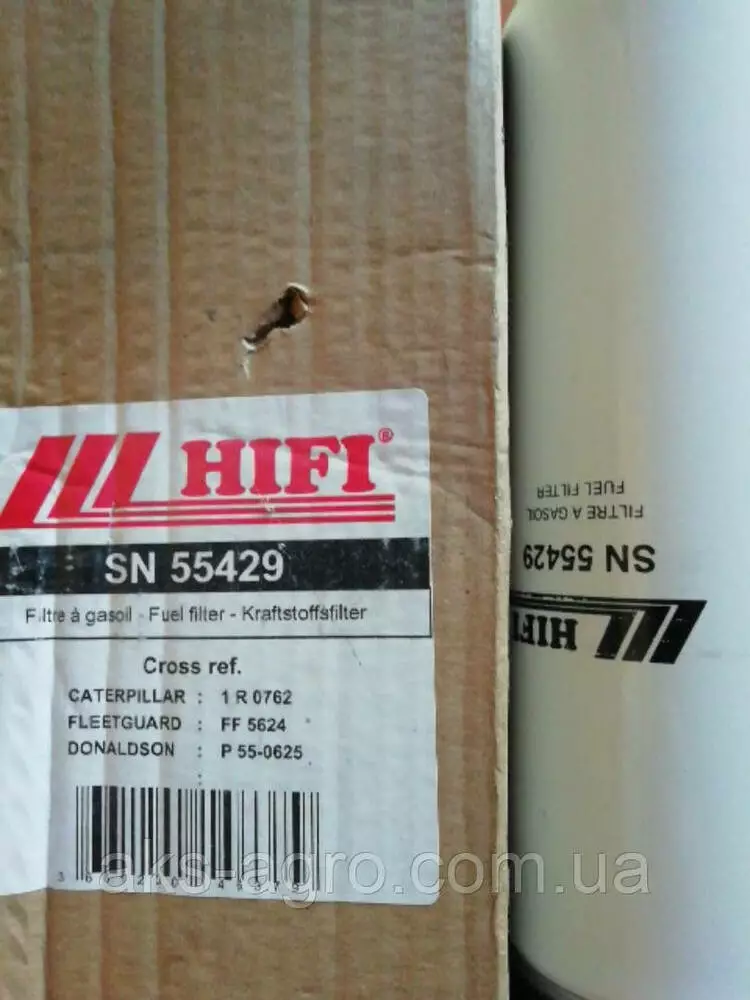 HIFI®
SN 55429
Filtre à gasoil - Fuel filter - Kraftstoffsfilter
Cross ref.
CATERPILLAR : 1 R 0762
FLEETGUARD : FF 5624
DONALDSON : P 55-0625
:
aks-agro.com.ua
FUEL FILTER
FILTRE A GASOIL
SN 55429
HIFI